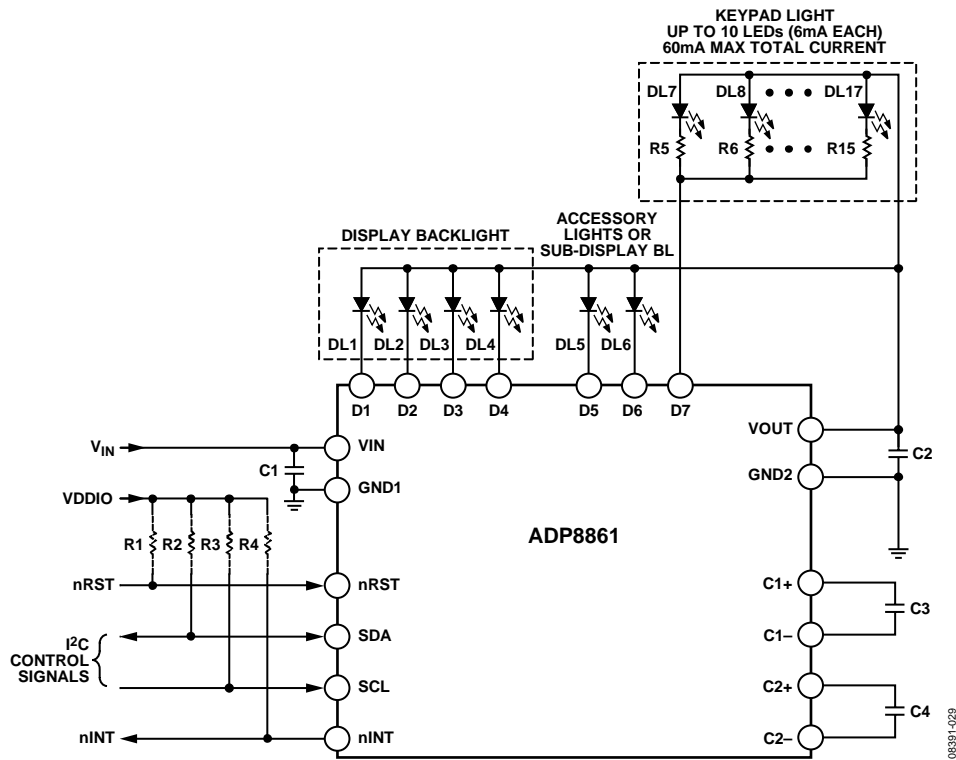 KEYPAD LIGHT
UP TO 10 LEDs (6mA EACH)
60mA MAX TOTAL CURRENT
DL7 DL8 DL17
R5 R6 R15
ACCESSORY
LIGHTS OR
SUB-DISPLAY BL
DISPLAY BACKLIGHT
DL1 DL2 DL3 DL4 DL5 DL6
D1 D2 D3 D4 D5 D6 D7
VIN VIN VOUT
C1 C2
GND1 GND2
VDDIO
ADP8861
R1 R2 R3 R4
nRST nRST C1+
C3
SDA C1–
I2C
CONTROL
SIGNALS
SCL C2+
C4
nINT nINT C2–
08391-029